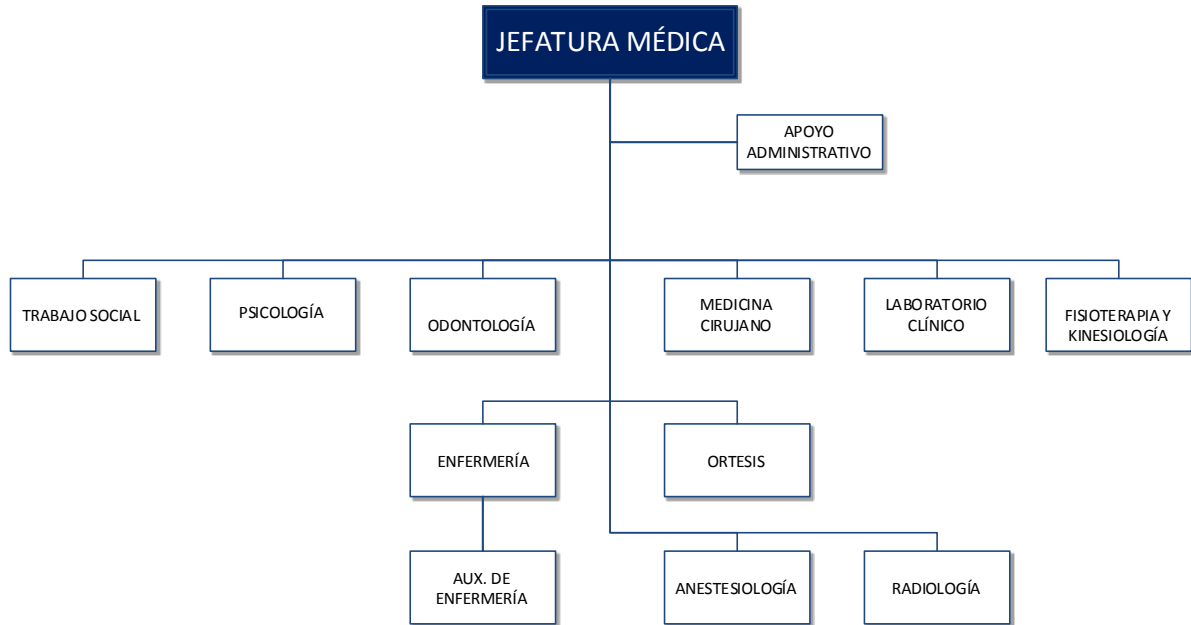 JEFATURA MÉDICA
APOYO
ADMINISTRATIVO
TRABAJO SOCIAL
PSICOLOGÍA
ODONTOLOGÍA
MEDICINA
CIRUJANO
LABORATORIO
CLÍNICO
FISIOTERAPIA Y
KINESIOLOGÍA
ENFERMERÍA
ORTESIS
AUX. DE
ENFERMERÍA
ANESTESIOLOGÍA
RADIOLOGÍA